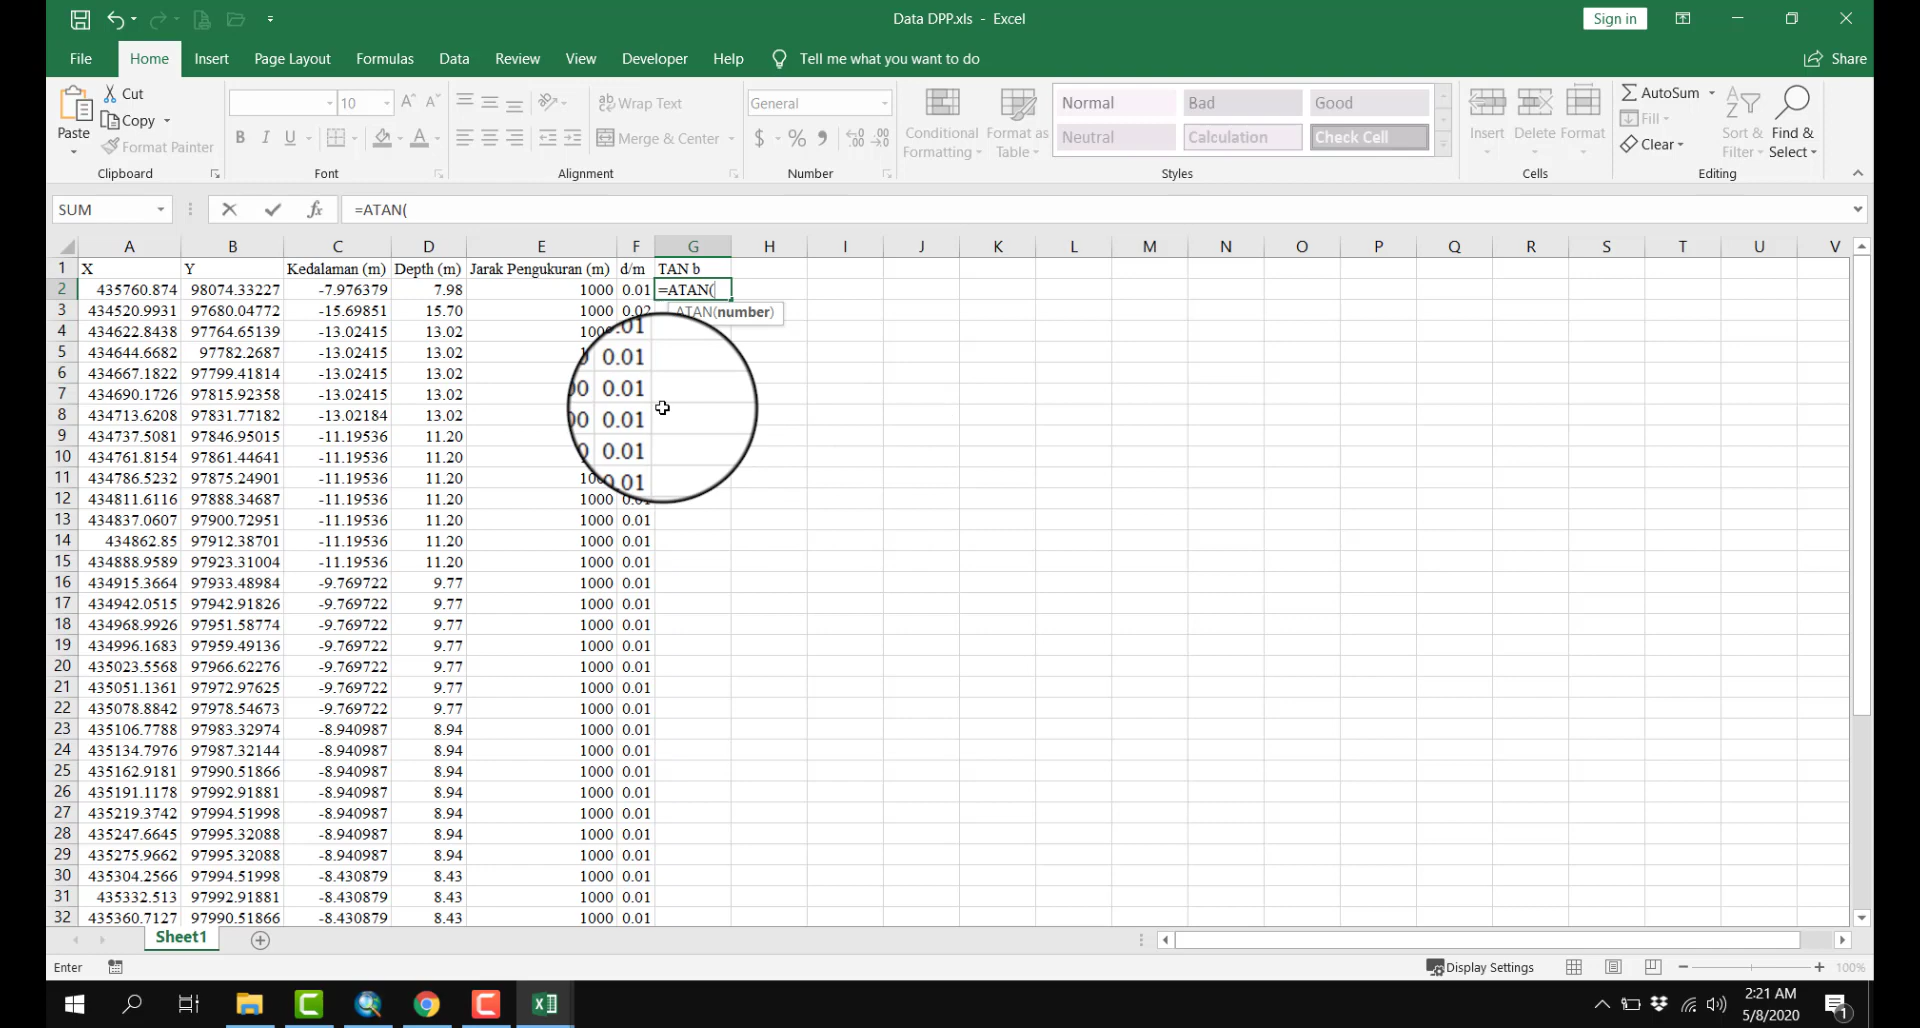 Data DPP.xls - Excel
Sign in
File Home Insert Page Layout Formulas Data Review View Developer Help Tell me what you want to do Share
Paste Cut Copy Format Painter Clipboard
10 B I U Font
Wrap Text Merge & Center Alignment
General $ % Number
Conditional Formatting Format as Table
Normal Bad Good
Neutral Calculation Check Cell
Styles
Insert Delete Format Cells
AutoSum Fill Clear Sort & Filter Find & Select Editing
SUM fx =ATAN(
A B C D E F G H I J K L M N O P Q R S T U V
1 X Y Kedalaman (m) Depth (m) Jarak Pengukuran (m) d/m TAN b
2 435760.874 98074.33227 -7.976379 7.98 1000 0.01 =ATAN(
ATAN(number)
3 434520.9931 97680.04772 -15.69851 15.70 1000 0.02
4 434622.8438 97764.65139 -13.02415 13.02
5 434644.6682 97782.2687 -13.02415 13.02
6 434667.1822 97799.41814 -13.02415 13.02
7 434690.1726 97815.92358 -13.02415 13.02
8 434713.6208 97831.77182 -13.02184 13.02
9 434737.5081 97846.95015 -11.19536 11.20
10 434761.8154 97861.44641 -11.19536 11.20
11 434786.5232 97875.24901 -11.19536 11.20
12 434811.6116 97888.34687 -11.19536 11.20 1000
0.01
0.01
0.01
0.01
13 434837.0607 97900.72951 -11.19536 11.20 1000 0.01
14 434862.85 97912.38701 -11.19536 11.20 1000 0.01
15 434888.9589 97923.31004 -11.19536 11.20 1000 0.01
16 434915.3664 97933.48984 -9.769722 9.77 1000 0.01
17 434942.0515 97942.91826 -9.769722 9.77 1000 0.01
18 434968.9926 97951.58774 -9.769722 9.77 1000 0.01
19 434996.1683 97959.49136 -9.769722 9.77 1000 0.01
20 435023.5568 97966.62276 -9.769722 9.77 1000 0.01
21 435051.1361 97972.97625 -9.769722 9.77 1000 0.01
22 435078.8842 97978.54673 -9.769722 9.77 1000 0.01
23 435106.7788 97983.32974 -8.940987 8.94 1000 0.01
24 435134.7976 97987.32144 -8.940987 8.94 1000 0.01
25 435162.9181 97990.51866 -8.940987 8.94 1000 0.01
26 435191.1178 97992.91881 -8.940987 8.94 1000 0.01
27 435219.3742 97994.51998 -8.940987 8.94 1000 0.01
28 435247.6645 97995.32088 -8.940987 8.94 1000 0.01
29 435275.9662 97995.32088 -8.940987 8.94 1000 0.01
30 435304.2566 97994.51998 -8.430879 8.43 1000 0.01
31 435332.513 97992.91881 -8.430879 8.43 1000 0.01
32 435360.7127 97990.51866 -8.430879 8.43 1000 0.01
Sheet1
Enter Display Settings 100%
2:21 AM
5/8/2020
1